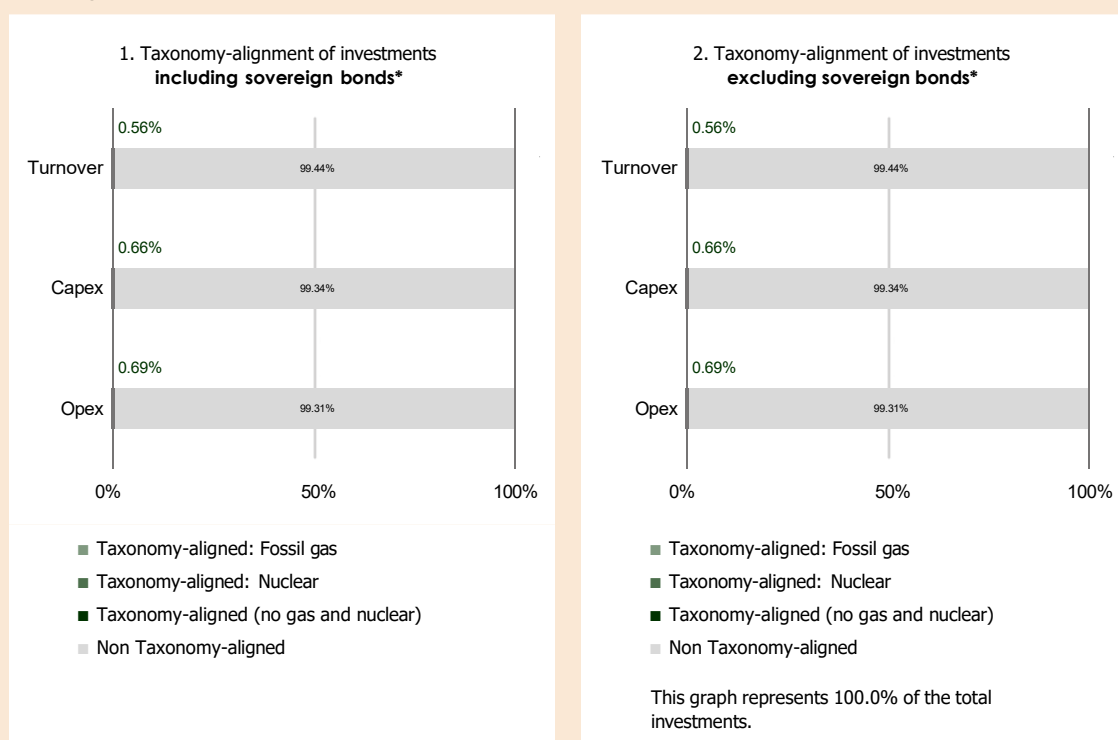 1. Taxonomy-alignment of investments
including sovereign bonds*
0.56%
Turnover
99.44%
0.66%
Capex
99.34%
0.69%
Opex
99.31%
0%
50%
100%
Taxonomy-aligned: Fossil gas
Taxonomy-aligned: Nuclear
Taxonomy-aligned (no gas and nuclear)
Non Taxonomy-aligned
2. Taxonomy-alignment of investments
excluding sovereign bonds*
0.56%
Turnover
99.44%
0.66%
Capex
99.34%
0.69%
Opex
99.31%
0%
50%
100%
Taxonomy-aligned: Fossil gas
Taxonomy-aligned: Nuclear
Taxonomy-aligned (no gas and nuclear)
Non Taxonomy-aligned
This graph represents 100.0% of the total
investments.